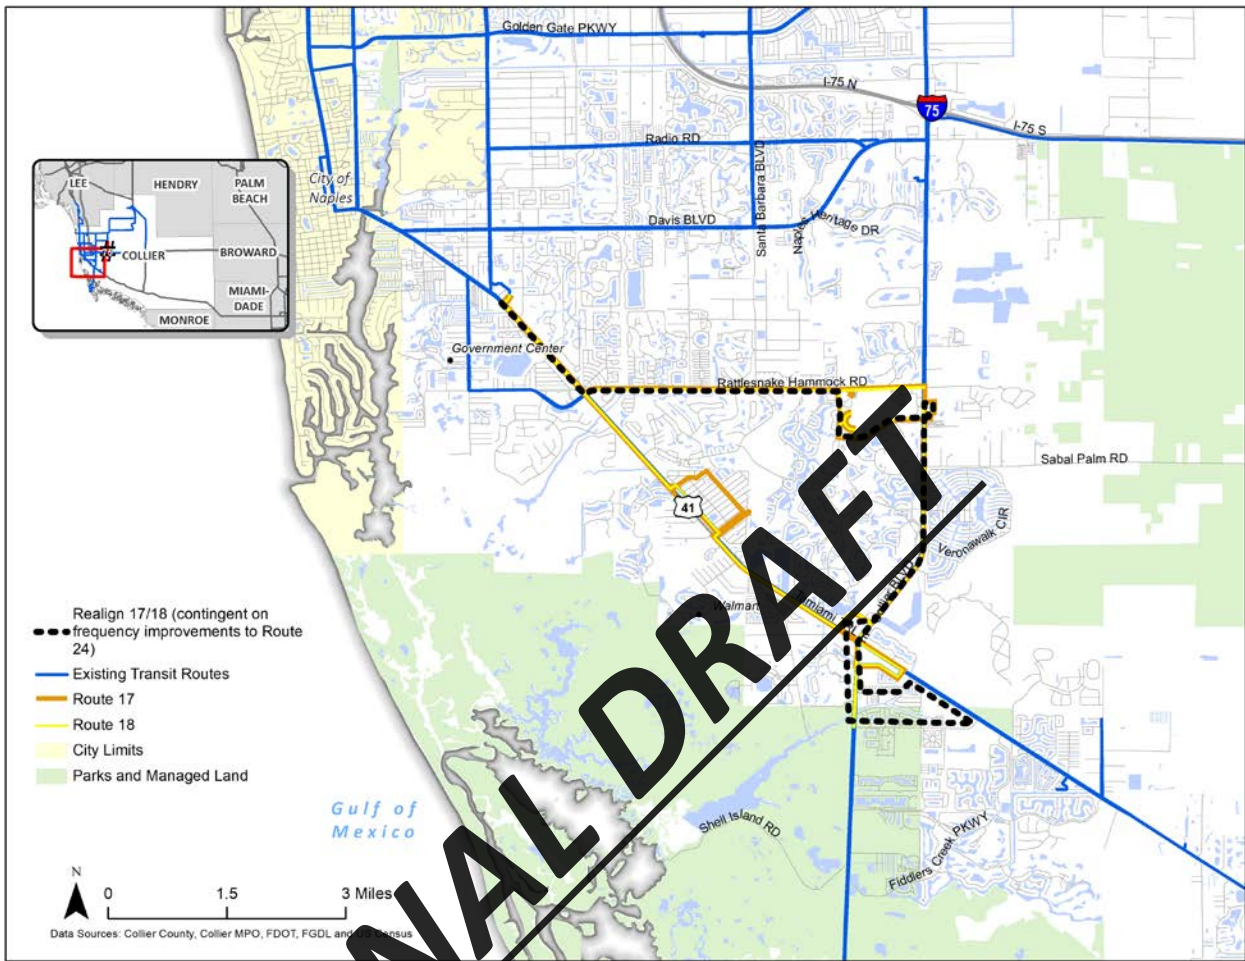 Golden Gate PKWY
I-75 N
75
I-75 S
Radio RD
Santa Barbara BLVD
City of
Naples
Davis BLVD
Naples Heritage DR
LEE
HENDRY
PALM
BEACH
COLLIER
BROWARD
MIAMI-
DADE
MONROE
Government Center
Rattlesnake Hammock RD
Sabal Palm RD
41
Veronawalk CIR
BLVD
Walmart
Shell Island RD
Fiddlers Creek PKWY
NAL DRAFT
Realign 17/18 (contingent on
frequency improvements to Route
24)
Existing Transit Routes
Route 17
Route 18
City Limits
Parks and Managed Land
Gulf of
Mexico
N
0 1.5 3 Miles
Data Sources: Collier County, Collier MPO, FDOT, FGDL and US Census